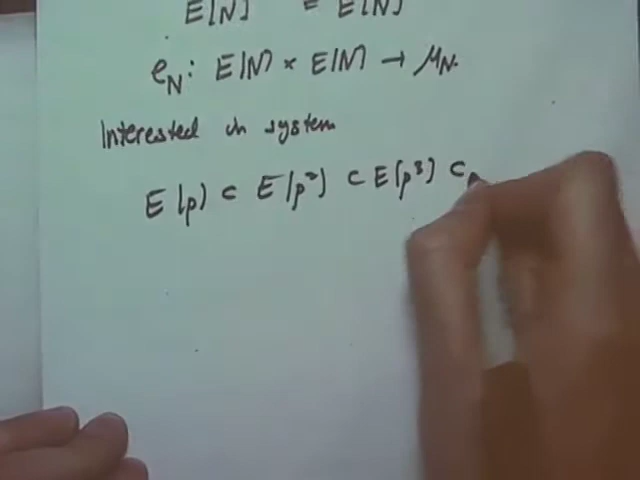 E[N] = E[N]
e_N: E[N] × E[N] → μ_N.
Interested in system
E[p] ⊂ E[p²] ⊂ E[p³] ⊂